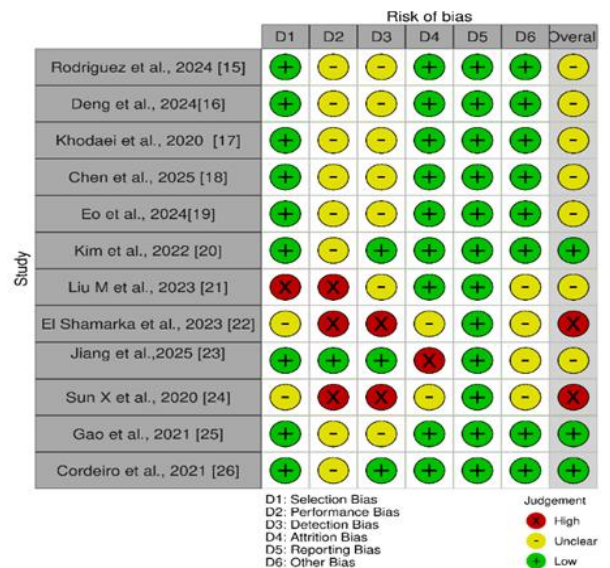 Risk of bias
D1 D2 D3 D4 D5 D6 Overal
Study
Rodriguez et al., 2024 [15] + - - + + + -
Deng et al., 2024[16] + - - + + + -
Khodaei et al., 2020 [17] + - - + + + -
Chen et al., 2025 [18] + - - + + + -
Eo et al., 2024[19] + - - + + + -
Kim et al., 2022 [20] + - + + + + +
Liu M et al., 2023 [21] X X - + + - -
El Shamarka et al., 2023 [22] - X X - + - X
Jiang et al.,2025 [23] + + + X + - -
Sun X et al., 2020 [24] - X X - + - X
Gao et al., 2021 [25] + - - + + + +
Cordeiro et al., 2021 [26] + - + + + + +
D1: Selection Bias
D2: Performance Bias
D3: Detection Bias
D4: Attrition Bias
D5: Reporting Bias
D6: Other Bias
Judgement
X High
- Unclear
+ Low